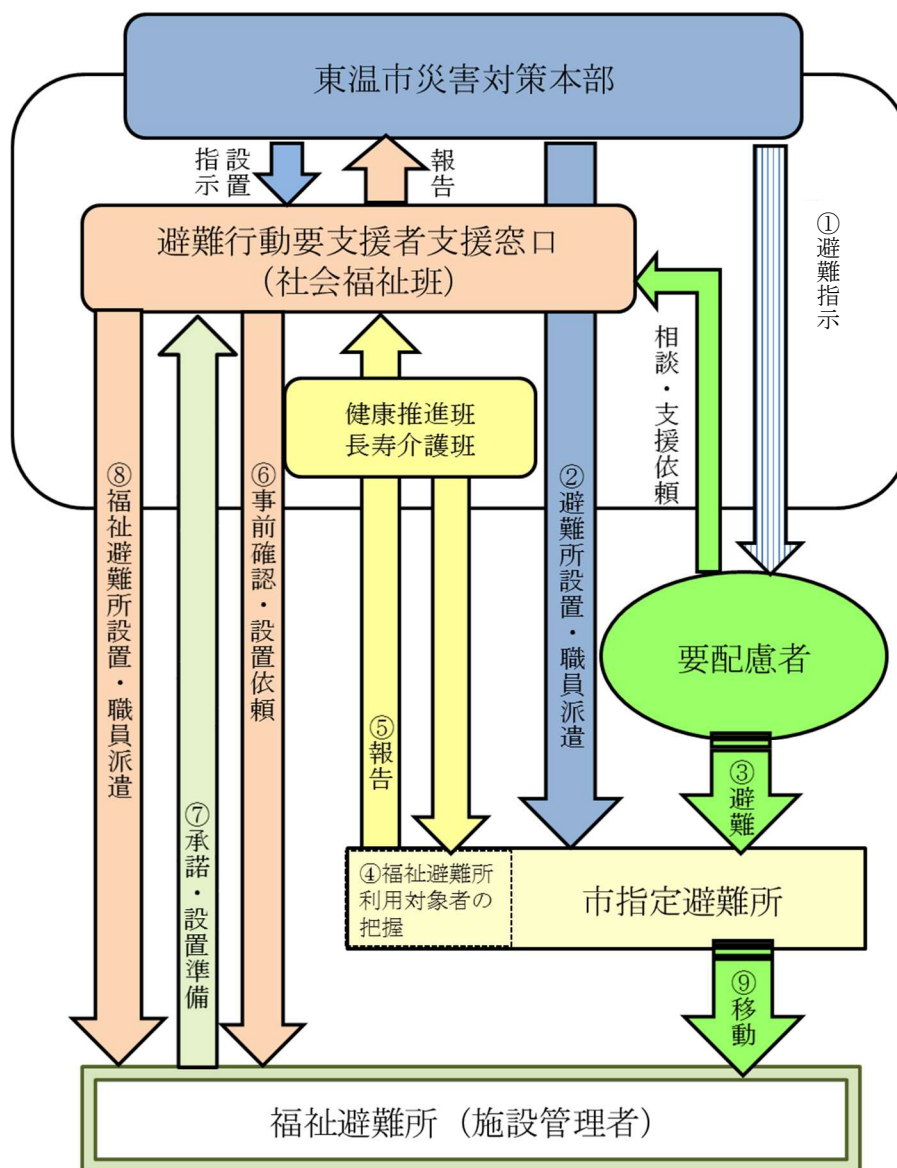 東温市災害対策本部
設置
指示
報告
①避難指示
避難行動要支援者支援窓口
(社会福祉班)
相談・支援依頼
健康推進班
長寿介護班
②避難所設置・職員派遣
⑧福祉避難所設置・職員派遣
⑥事前確認・設置依頼
要配慮者
⑤報告
③避難
⑦承諾・設置準備
④福祉避難所
利用対象者の
把握
市指定避難所
⑨移動
福祉避難所(施設管理者)